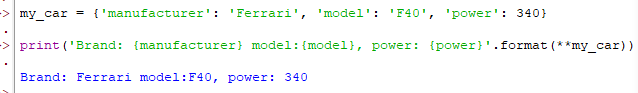 >> my_car = {'manufacturer': 'Ferrari', 'model': 'F40', 'power': 340}
.
>> print('Brand: {manufacturer} model:{model}, power: {power}'.format(**my_car))
.
Brand: Ferrari model:F40, power: 340
>